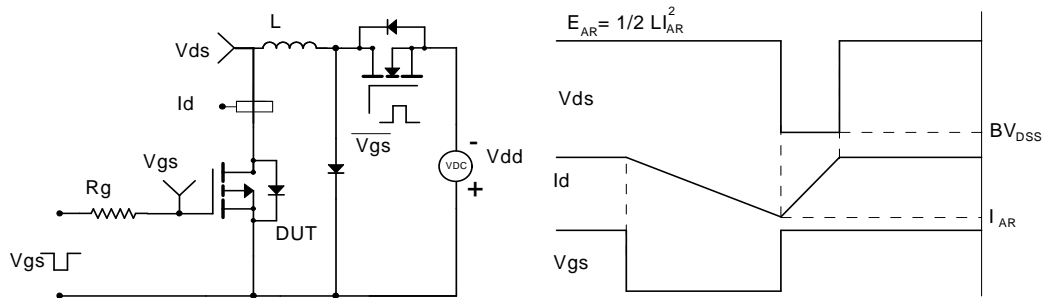 L
Vds
Id
Vgs
Vgs
Rg
DUT
Vgs
VDC
-
+
Vdd
E_AR= 1/2 LI_AR^2
Vds
BV_DSS
Id
I_AR
Vgs